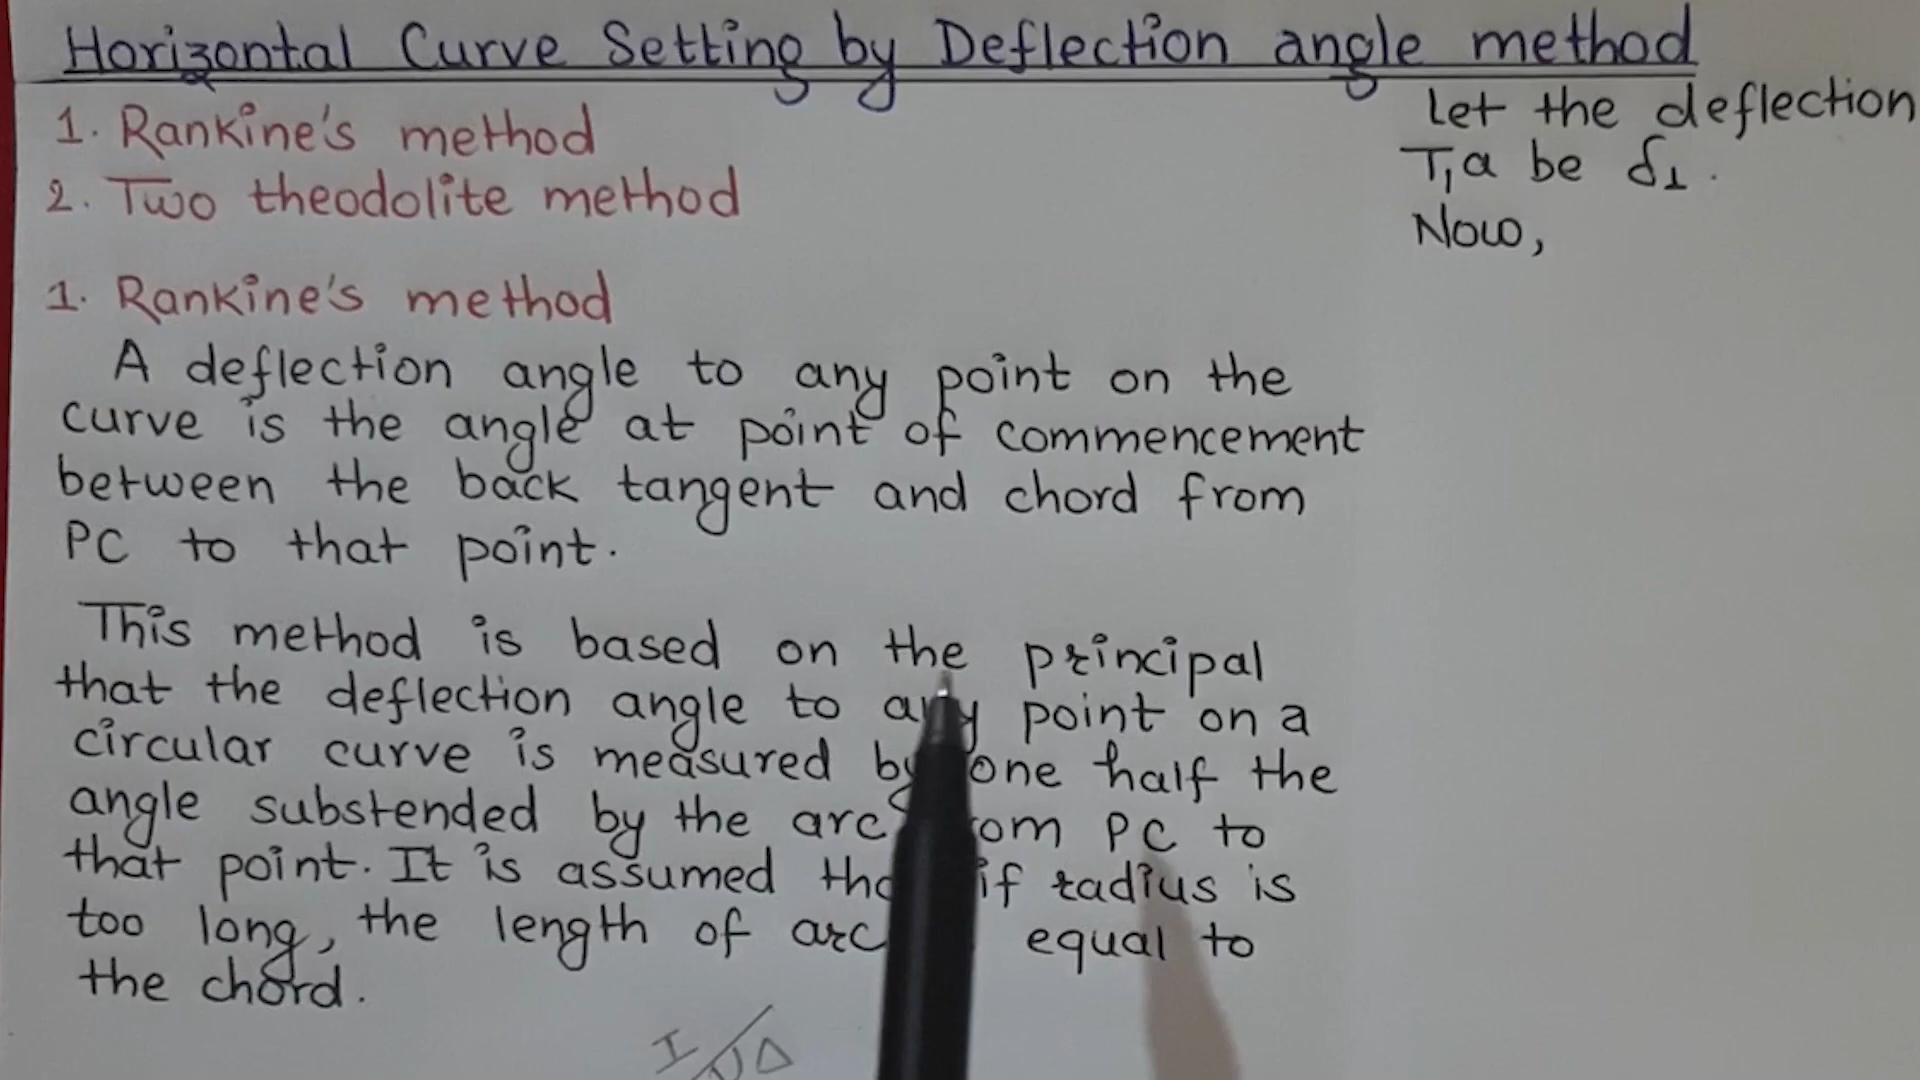 Horizontal Curve Setting by Deflection angle method
1. Rankine's method
2. Two theodolite method
1. Rankine's method
A deflection angle to any point on the
curve is the angle at point of commencement
between the back tangent and chord from
PC to that point.
This method is based on the principal
that the deflection angle to any point on a
circular curve is measured by one half the
angle substended by the arc om PC to
that point. It is assumed tha if radius is
too long, the length of arc equal to
the chord.
I Δ
Let the deflection
T₁a be δ₁.
Now,